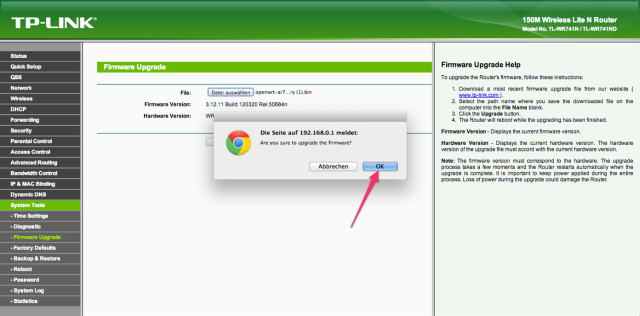 TP-LINK®
150M Wireless Lite N Router
Model No. TL-WR741N / TL-WR741ND
Status
Quick Setup
QSS
Network
Wireless
DHCP
Forwarding
Security
Parental Control
Access Control
Advanced Routing
Bandwidth Control
IP & MAC Binding
Dynamic DNS
System Tools
- Time Settings
- Diagnostic
- Firmware Upgrade
- Factory Defaults
- Backup & Restore
- Reboot
- Password
- System Log
- Statistics
Firmware Upgrade
File: Datei auswählen openwrt-ar7...ry (1).bin
Firmware Version: 3.12.11 Build 120320 Rel.50684n
Hardware Version: WR
Die Seite auf 192.168.0.1 meldet:
Are you sure to upgrade the firmware?
Abbrechen OK
Firmware Upgrade Help
To upgrade the Router's firmware, follow these instructions:
1. Download a most recent firmware upgrade file from our website (
www.tp-link.com ).
2. Select the path name where you save the downloaded file on
the computer into the File Name blank.
3. Click the Upgrade button.
4. The Router will reboot while the upgrading has been finished.
Firmware Version - Displays the current firmware version.
Hardware Version - Displays the current hardware version. The hardware
version of the upgrade file must accord with the current hardware version.
Note: The firmware version must correspond to the hardware. The upgrade
process takes a few moments and the Router restarts automatically when the
upgrade is complete. It is important to keep power applied during the entire
process. Loss of power during the upgrade could damage the Router.